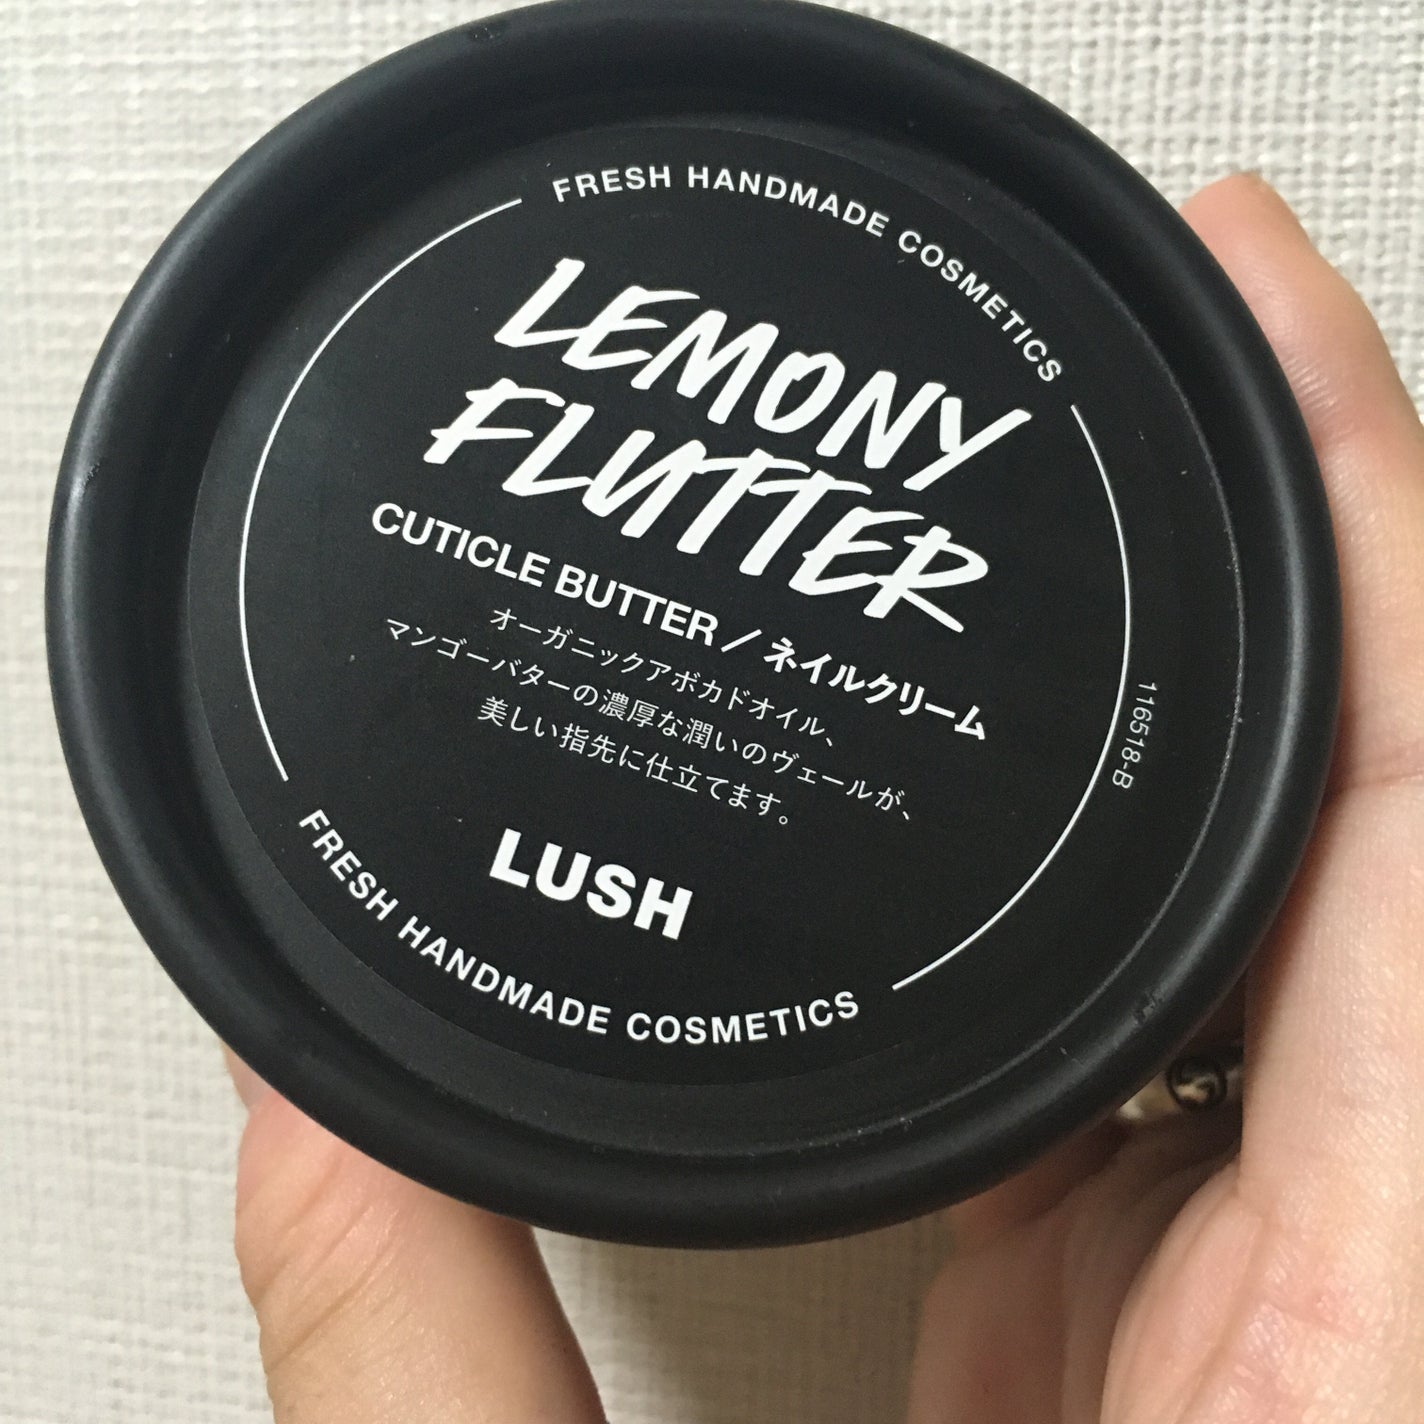 FRESH HANDMADE COSMETICS
LEMONY
FLUTTER
CUTICLE BUTTER / ネイルクリーム
オーガニックアボカドオイル、
マンゴーバターの濃厚な潤いのヴェールが、
美しい指先に仕立てます。
LUSH
FRESH HANDMADE COSMETICS
116518-B